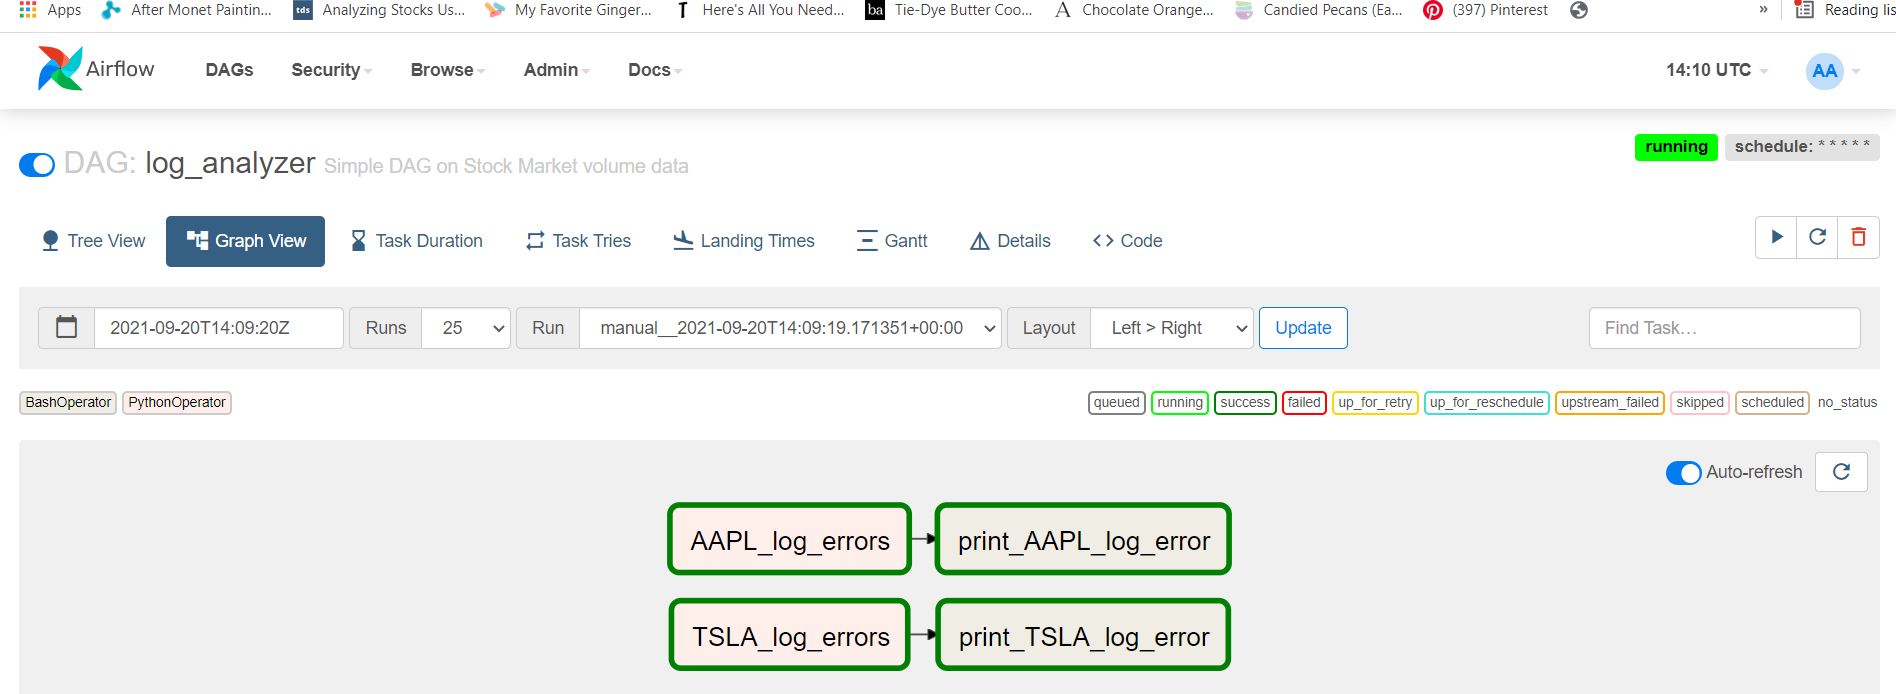 Apps After Monet Paintin... tds Analyzing Stocks Us... My Favorite Ginger... T Here's All You Need... ba Tie-Dye Butter Coo... A Chocolate Orange... Candied Pecans (Ea... (397) Pinterest » Reading lis
Airflow DAGs Security Browse Admin Docs 14:10 UTC AA
running schedule: * * * * *
DAG: log_analyzer Simple DAG on Stock Market volume data
Tree View Graph View Task Duration Task Tries Landing Times Gantt Details <> Code
2021-09-20T14:09:20Z Runs 25 Run manual__2021-09-20T14:09:19.171351+00:00 Layout Left > Right Update Find Task...
BashOperator PythonOperator queued running success failed up_for_retry up_for_reschedule upstream_failed skipped scheduled no_status
Auto-refresh
AAPL_log_errors print_AAPL_log_error
TSLA_log_errors print_TSLA_log_error